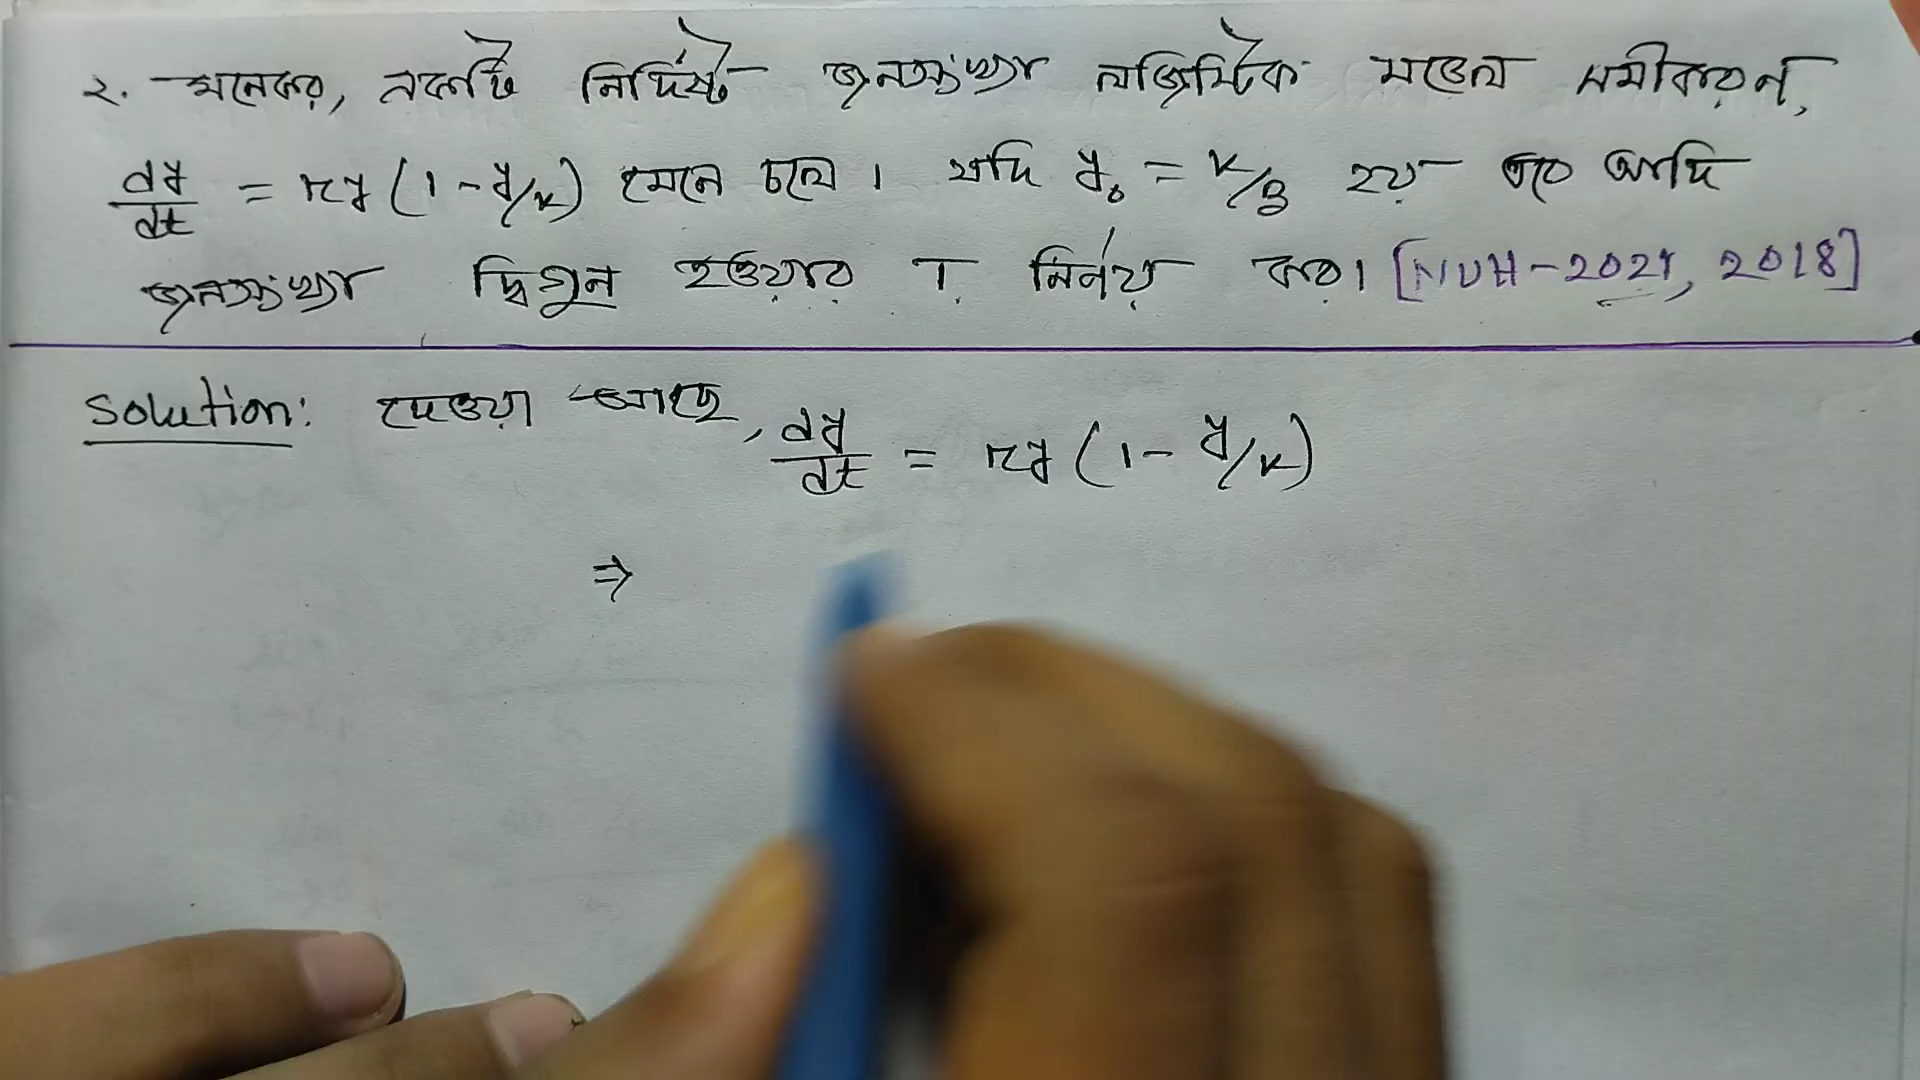 ২. মনেকর, একটি নির্দিষ্ট জনসংখ্যা লজিস্টিক মডেল সমীকরণ,
dy/dt = ry (1 - y/k) মেনে চলে । যদি y₀ = k/3 হয় তবে আদি
জনসংখ্যা দ্বিগুন হওয়ার T নির্ণয় কর। [NUH-2021, 2018]
Solution: দেওয়া আছে, dy/dt = ry (1 - y/k)
⇒